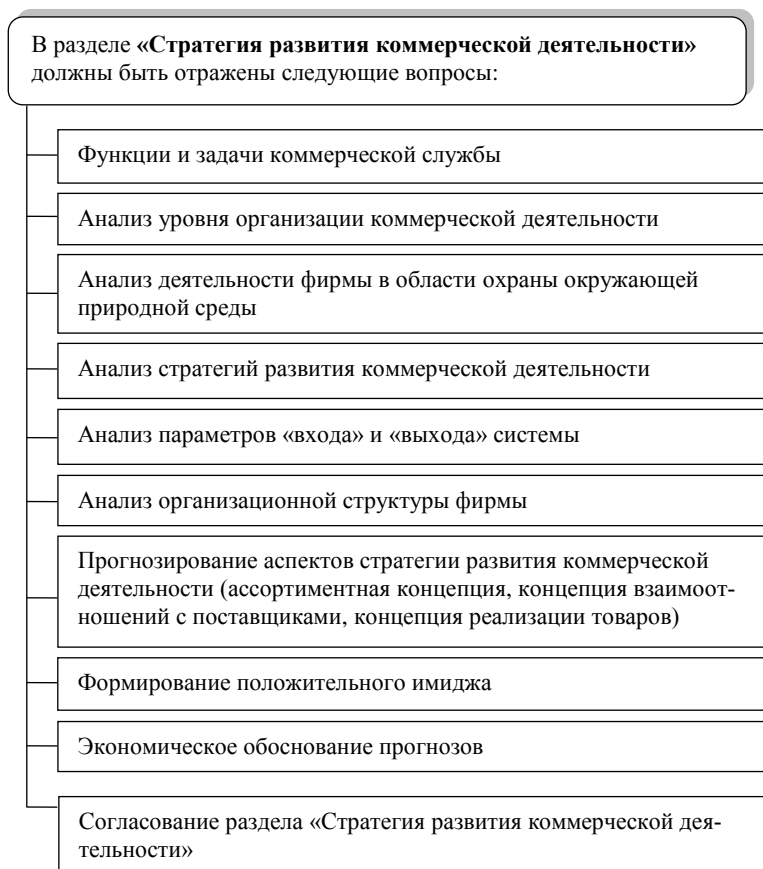 В разделе «Стратегия развития коммерческой деятельности»
должны быть отражены следующие вопросы:
Функции и задачи коммерческой службы
Анализ уровня организации коммерческой деятельности
Анализ деятельности фирмы в области охраны окружающей
природной среды
Анализ стратегий развития коммерческой деятельности
Анализ параметров «входа» и «выхода» системы
Анализ организационной структуры фирмы
Прогнозирование аспектов стратегии развития коммерческой
деятельности (ассортиментная концепция, концепция взаимоот-
ношений с поставщиками, концепция реализации товаров)
Формирование положительного имиджа
Экономическое обоснование прогнозов
Согласование раздела «Стратегия развития коммерческой дея-
тельности»